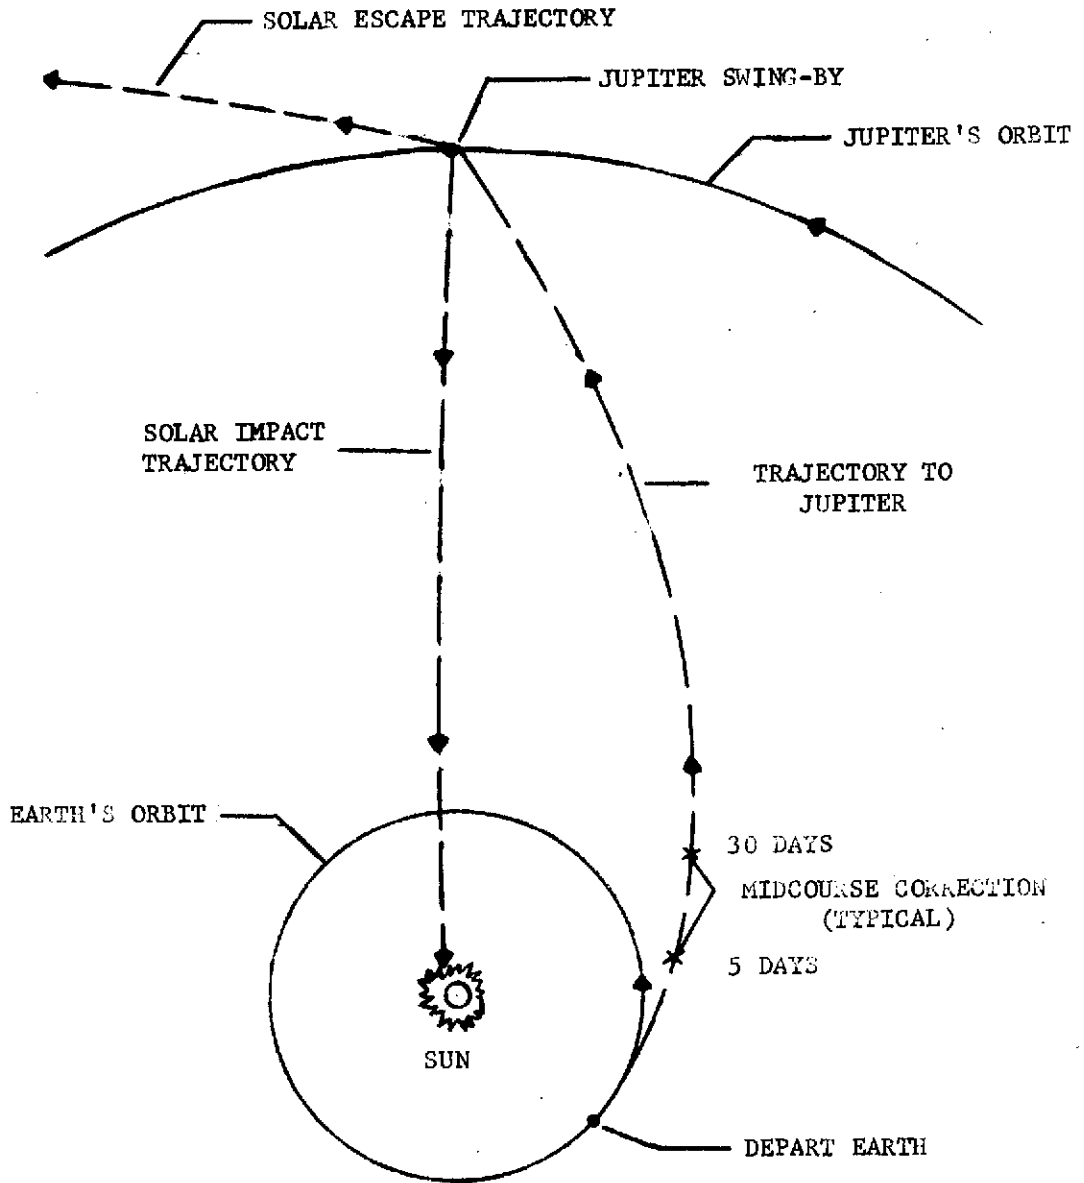 SOLAR ESCAPE TRAJECTORY
JUPITER SWING-BY
JUPITER'S ORBIT
SOLAR IMPACT
TRAJECTORY
TRAJECTORY TO
JUPITER
EARTH'S ORBIT
30 DAYS
MIDCOURSE CORRECTION
(TYPICAL)
5 DAYS
SUN
DEPART EARTH